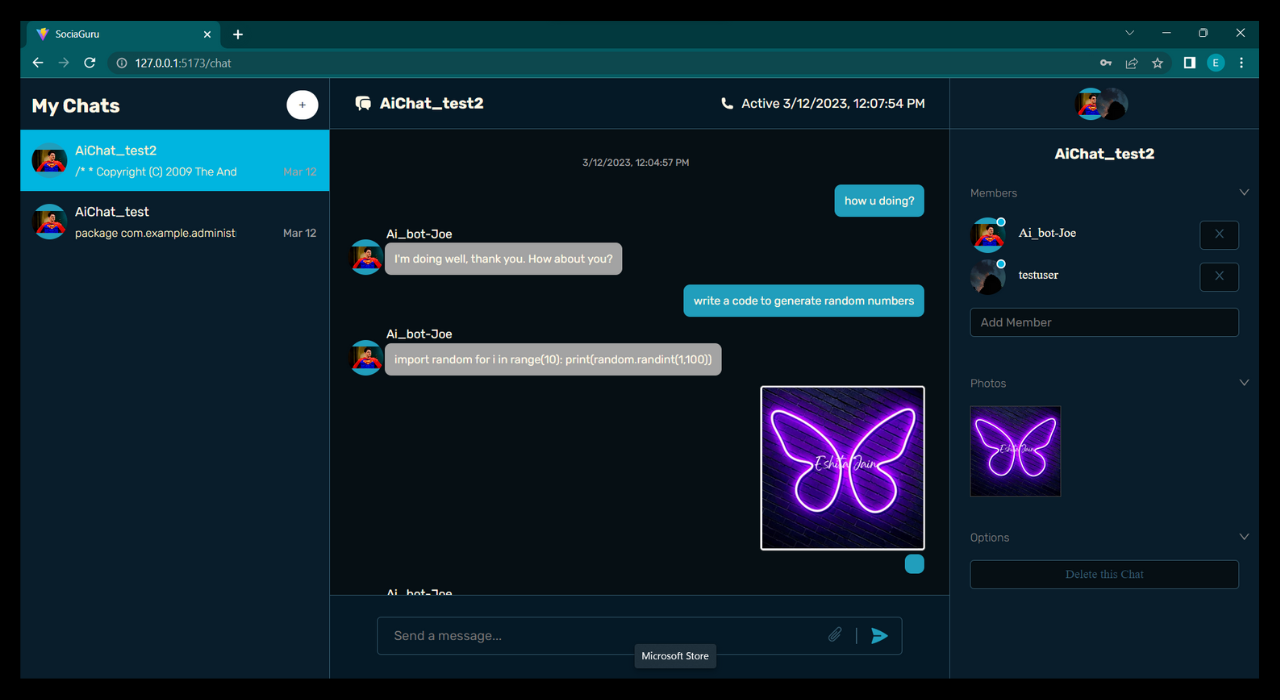 SociaGuru
127.0.0.1:5173/chat
E
My Chats
+
AiChat_test2
/* * Copyright (C) 2009 The And
Mar 12
AiChat_test
package com.example.administ
Mar 12
AiChat_test2
Active 3/12/2023, 12:07:54 PM
3/12/2023, 12:04:57 PM
how u doing?
Ai_bot-Joe
I'm doing well, thank you. How about you?
write a code to generate random numbers
Ai_bot-Joe
import random for i in range(10): print(random.randint(1,100))
Eshita Jain
Ai_bot-Joe
Send a message...
Microsoft Store
AiChat_test2
Members
Ai_bot-Joe
X
testuser
X
Add Member
Photos
Eshita Jain
Options
Delete this Chat